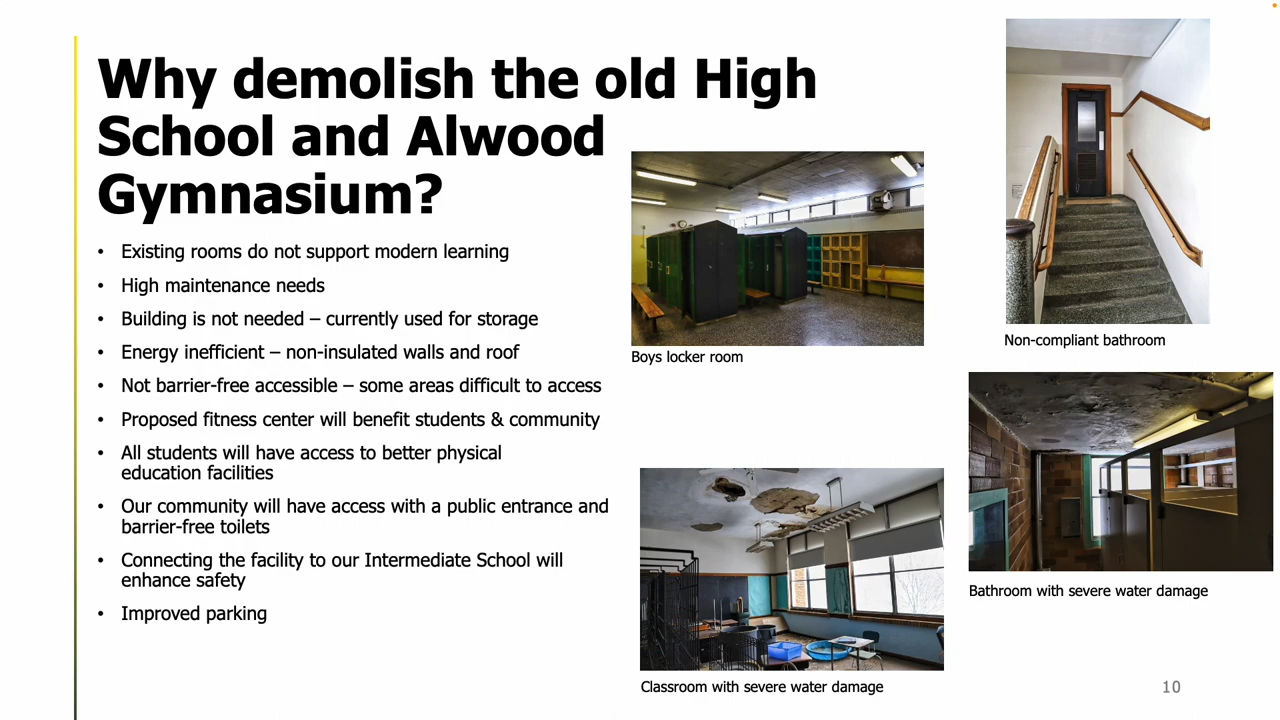 Why demolish the old High
School and Alwood
Gymnasium?
• Existing rooms do not support modern learning
• High maintenance needs
• Building is not needed – currently used for storage
• Energy inefficient – non-insulated walls and roof
• Not barrier-free accessible – some areas difficult to access
• Proposed fitness center will benefit students & community
• All students will have access to better physical
education facilities
• Our community will have access with a public entrance and
barrier-free toilets
• Connecting the facility to our Intermediate School will
enhance safety
• Improved parking
Boys locker room
Non-compliant bathroom
Classroom with severe water damage
Bathroom with severe water damage
10